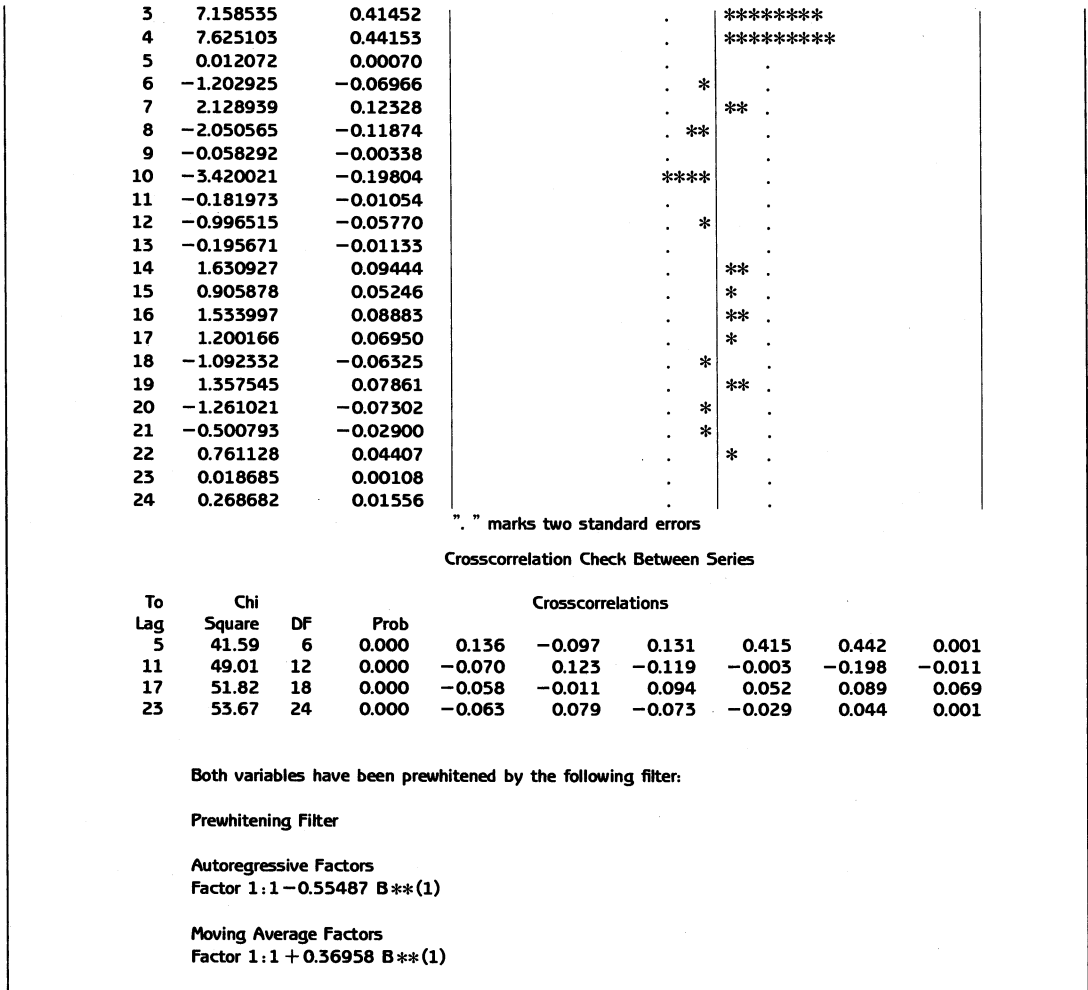 3 7.158535 0.41452 . ********
4 7.625103 0.44153 . *********
5 0.012072 0.00070 . .
6 −1.202925 −0.06966 . * .
7 2.128939 0.12328 . ** .
8 −2.050565 −0.11874 . ** .
9 −0.058292 −0.00338 . .
10 −3.420021 −0.19804 **** .
11 −0.181973 −0.01054 . .
12 −0.996515 −0.05770 . * .
13 −0.195671 −0.01133 . .
14 1.630927 0.09444 . ** .
15 0.905878 0.05246 . * .
16 1.533997 0.08883 . ** .
17 1.200166 0.06950 . * .
18 −1.092332 −0.06325 . * .
19 1.357545 0.07861 . ** .
20 −1.261021 −0.07302 . * .
21 −0.500793 −0.02900 . * .
22 0.761128 0.04407 . * .
23 0.018685 0.00108 . .
24 0.268682 0.01556 . .
". " marks two standard errors
Crosscorrelation Check Between Series
To Chi Crosscorrelations
Lag Square DF Prob
5 41.59 6 0.000 0.136 −0.097 0.131 0.415 0.442 0.001
11 49.01 12 0.000 −0.070 0.123 −0.119 −0.003 −0.198 −0.011
17 51.82 18 0.000 −0.058 −0.011 0.094 0.052 0.089 0.069
23 53.67 24 0.000 −0.063 0.079 −0.073 −0.029 0.044 0.001
Both variables have been prewhitened by the following filter:
Prewhitening Filter
Autoregressive Factors
Factor 1:1−0.55487 B**(1)
Moving Average Factors
Factor 1:1+0.36958 B**(1)